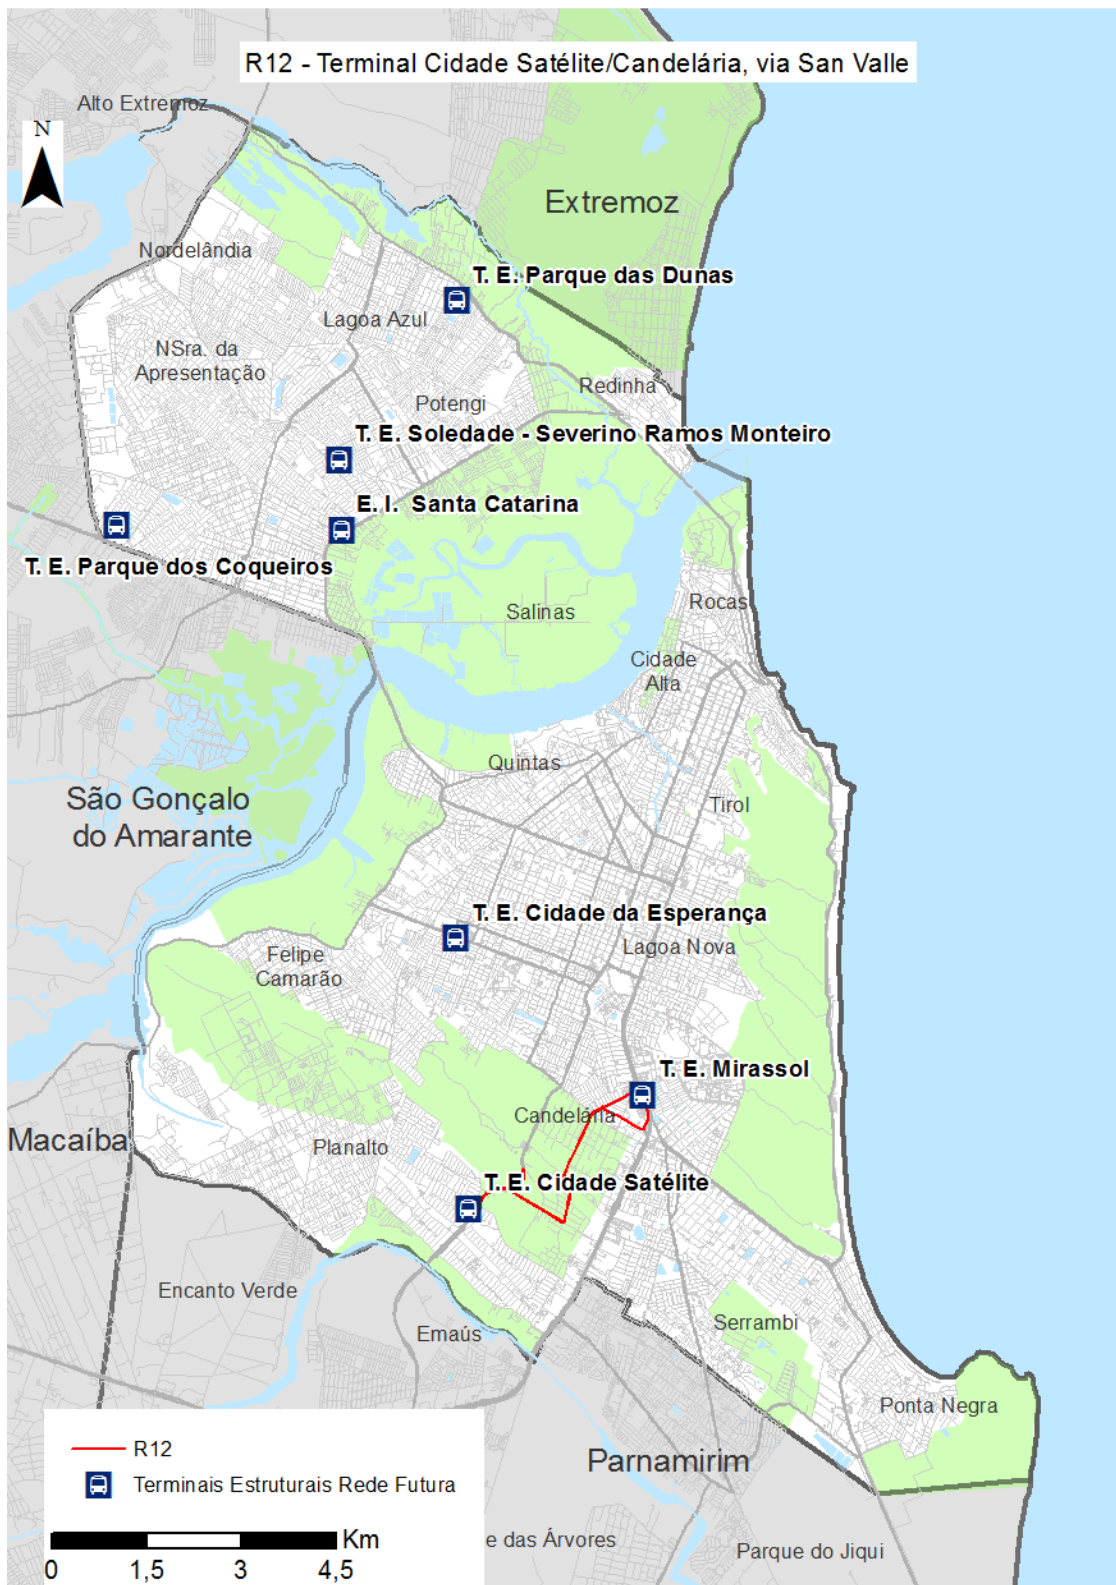 R12 - Terminal Cidade Satélite/Candelária, via San Valle
Alto Extremoz
N
Extremoz
Nordelândia
T. E. Parque das Dunas
Lagoa Azul
NSra. da
Apresentação
Redinha
Potengi
T. E. Soledade - Severino Ramos Monteiro
E. I. Santa Catarina
T. E. Parque dos Coqueiros
Salinas
Rocas
Cidade
Alta
Quintas
São Gonçalo
do Amarante
Tirol
T. E. Cidade da Esperança
Lagoa Nova
Felipe
Camarão
T. E. Mirassol
Candelária
Macaíba
Planalto
T. E. Cidade Satélite
Encanto Verde
Emaús
Serrambi
Ponta Negra
R12
Parnamirim
Terminais Estruturais Rede Futura
Km
e das Árvores
Parque do Jiqui
0 1,5 3 4,5